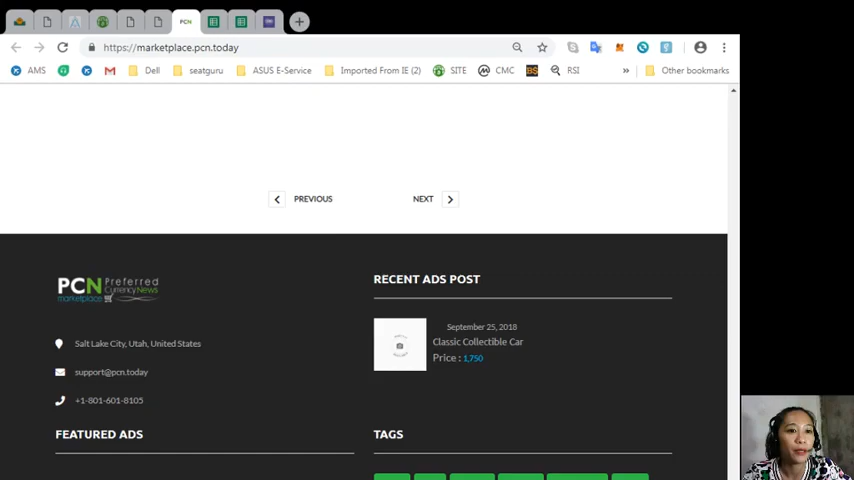 PCN
https://marketplace.pcn.today
AMS
Dell
seatguru
ASUS E-Service
Imported From IE (2)
SITE
CMC
RSI
»
Other bookmarks
PREVIOUS
NEXT
PCN Preferred
Currency News
marketplace
RECENT ADS POST
September 25, 2018
Classic Collectible Car
Price : 1,750
Salt Lake City, Utah, United States
support@pcn.today
+1-801-601-8105
FEATURED ADS
TAGS